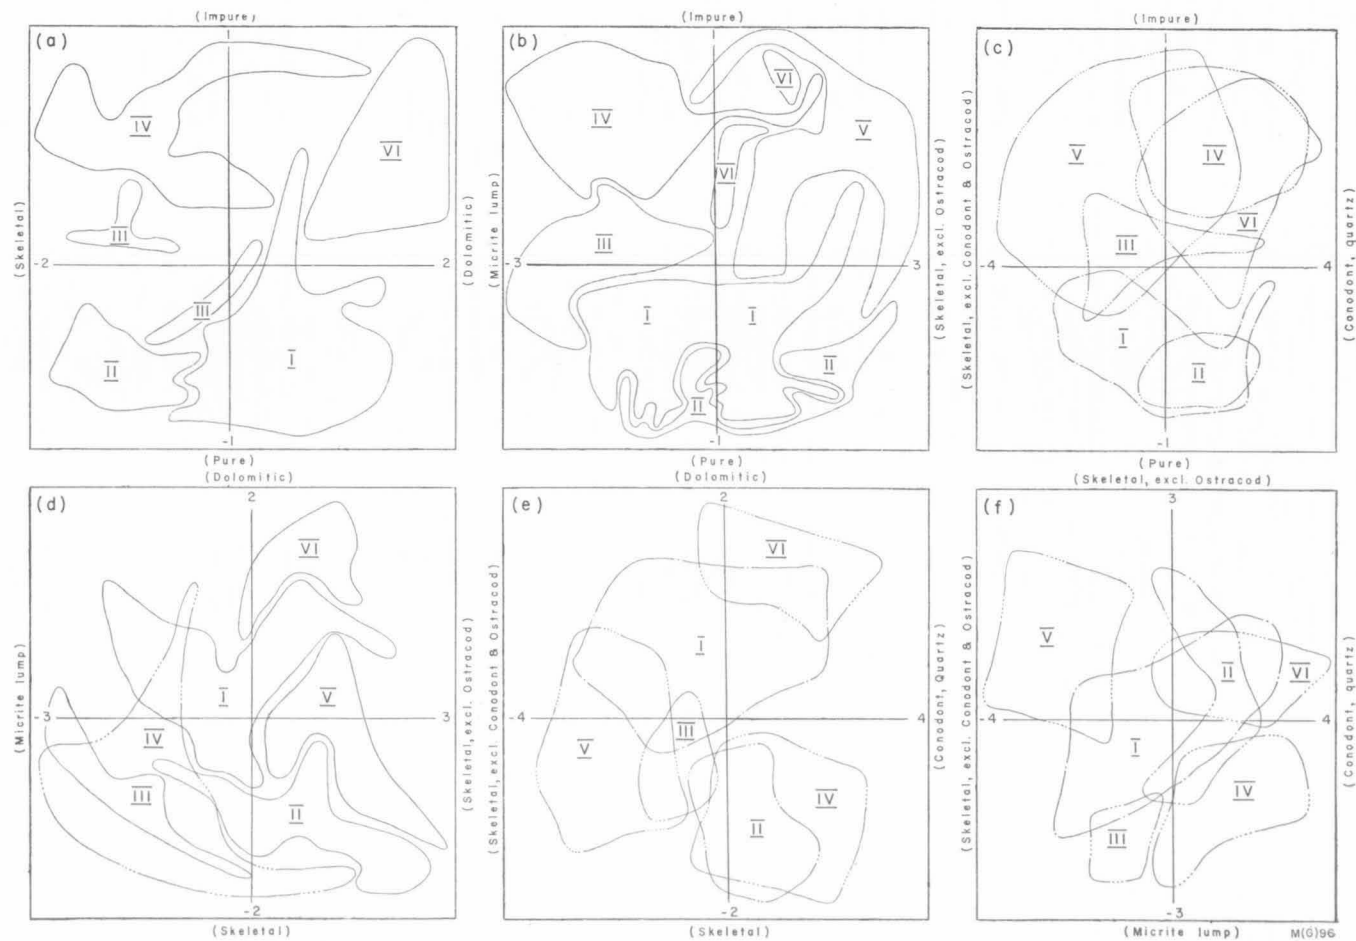 (Impure)
(a)
1
IV
VI
III
-2
2
III
II
I
-1
(Pure)
(Skeletal)
(Dolomitic)
(Impure)
(b)
1
VI
IV
V
VI
III
-3
3
I
I
II
II
-1
(Pure)
(Micrite lump)
(Skeletal, excl. Ostracod)
(Impure)
(c)
1
V
IV
VI
III
-4
4
I
II
-1
(Pure)
(Skeletal, excl. Conodont & Ostracod)
(Conodont, quartz)
(Dolomitic)
(d)
2
VI
I
V
-3
3
IV
III
II
-2
(Skeletal)
(Micrite lump)
(Skeletal, excl. Ostracod)
(Dolomitic)
(e)
2
VI
I
-4
4
III
V
IV
II
-2
(Skeletal)
(Skeletal, excl. Conodont & Ostracod)
(Conodont, Quartz)
(Skeletal, excl. Ostracod)
(f)
3
V
II
VI
-4
4
I
IV
III
-3
(Micrite lump)
(Skeletal, excl. Conodont & Ostracod)
(Conodont, quartz)
M(G)96